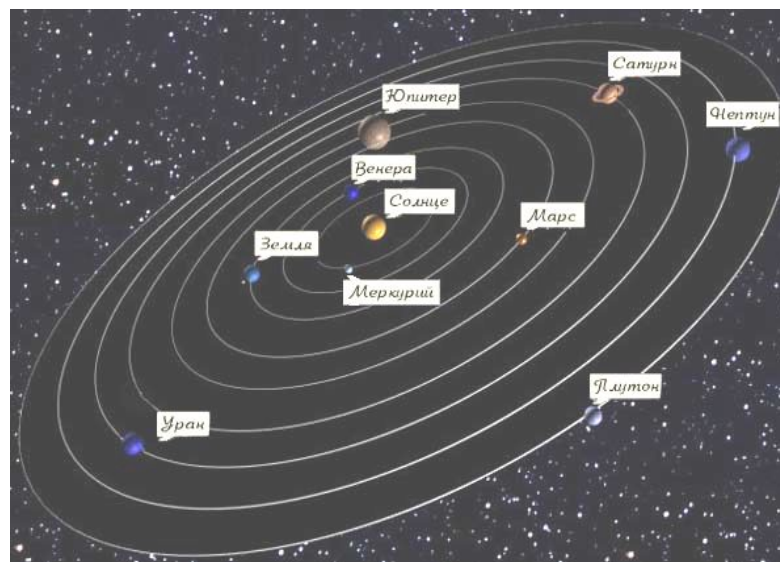 Сатурн
Юпитер
Нептун
Венера
Солнце
Марс
Земля
Меркурий
Плутон
Уран